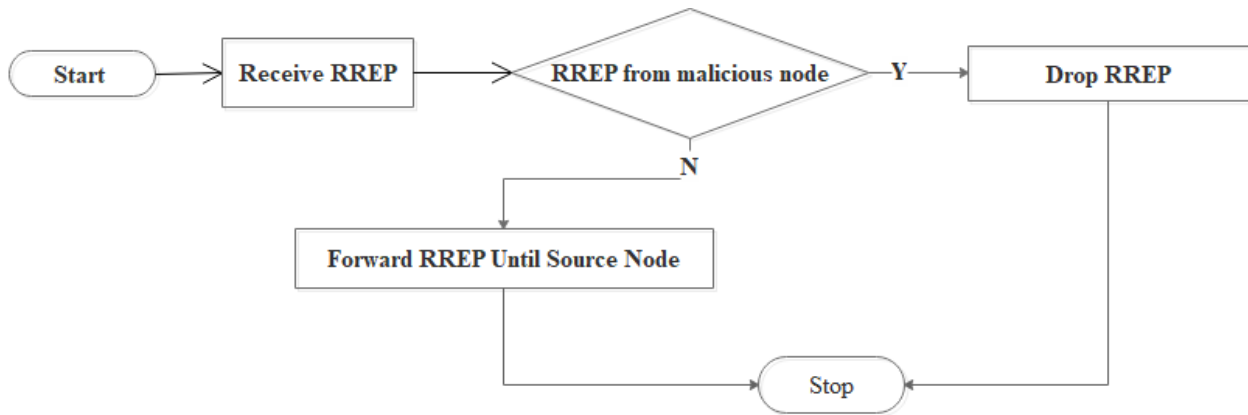 Start
Receive RREP
RREP from malicious node
Y
Drop RREP
N
Forward RREP Until Source Node
Stop